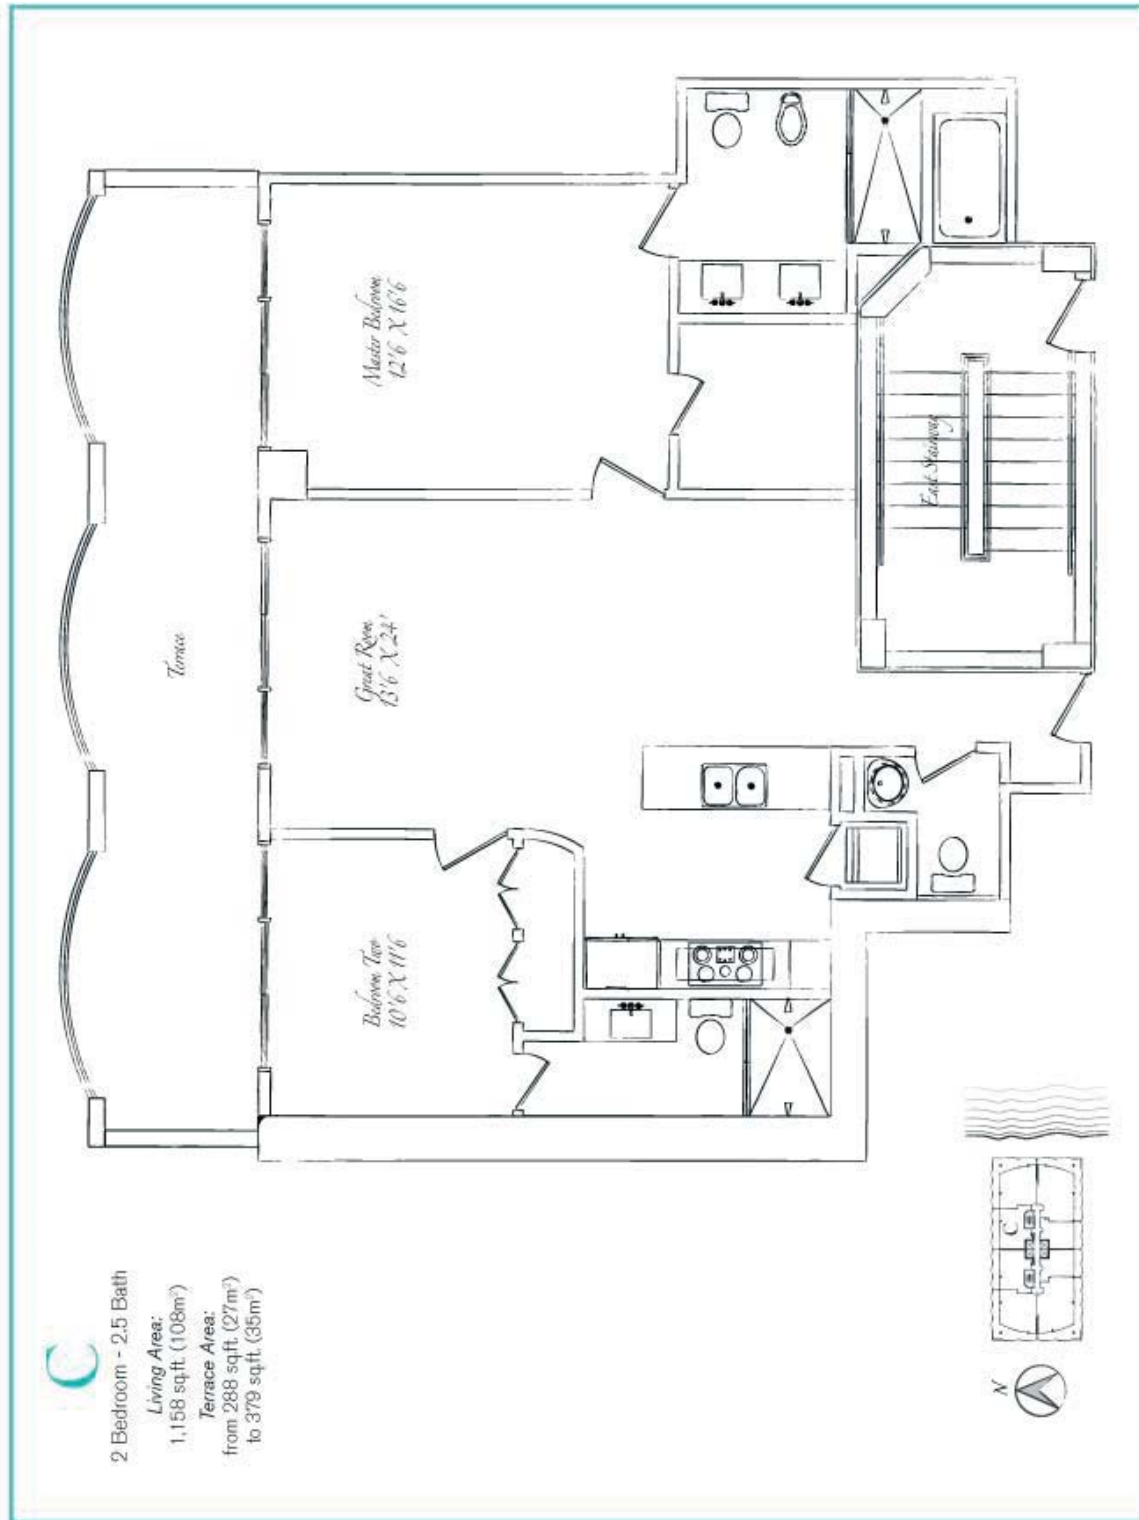 C
2 Bedroom - 2.5 Bath
Living Area:
1,158 sq.ft. (108m²)
Terrace Area:
from 288 sq.ft. (27m²)
to 379 sq.ft. (35m²)
Terrace
Bedroom Two
10'6 X 11'6
Great Room
13'6 X 24'
Master Bedroom
12'6 X 16'6
East Stairway
N
C